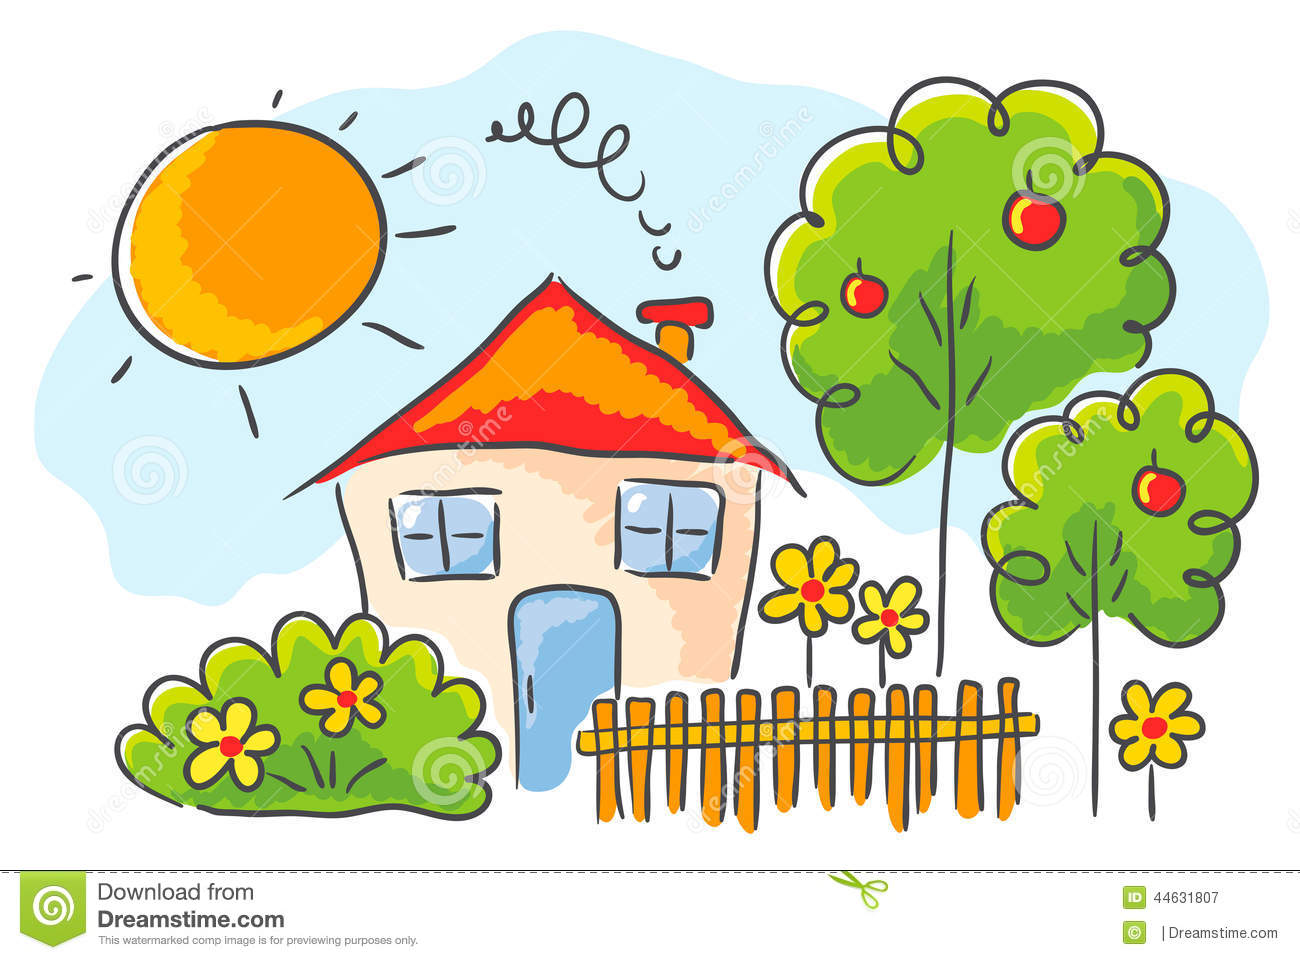 Download from
Dreamstime.com
This watermarked comp image is for previewing purposes only.
ID 44631807
© | Dreamstime.com